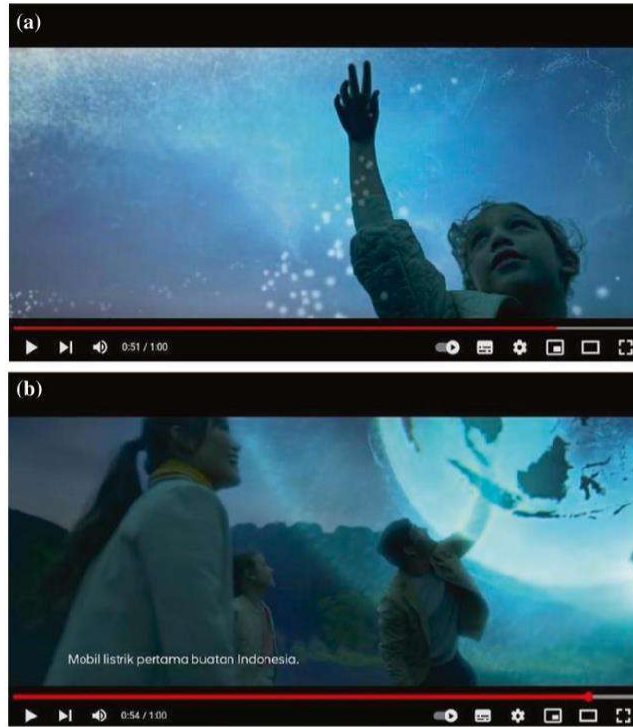 (a)
0:51 / 1:00
(b)
Mobil listrik pertama buatan Indonesia.
0:54 / 1:00